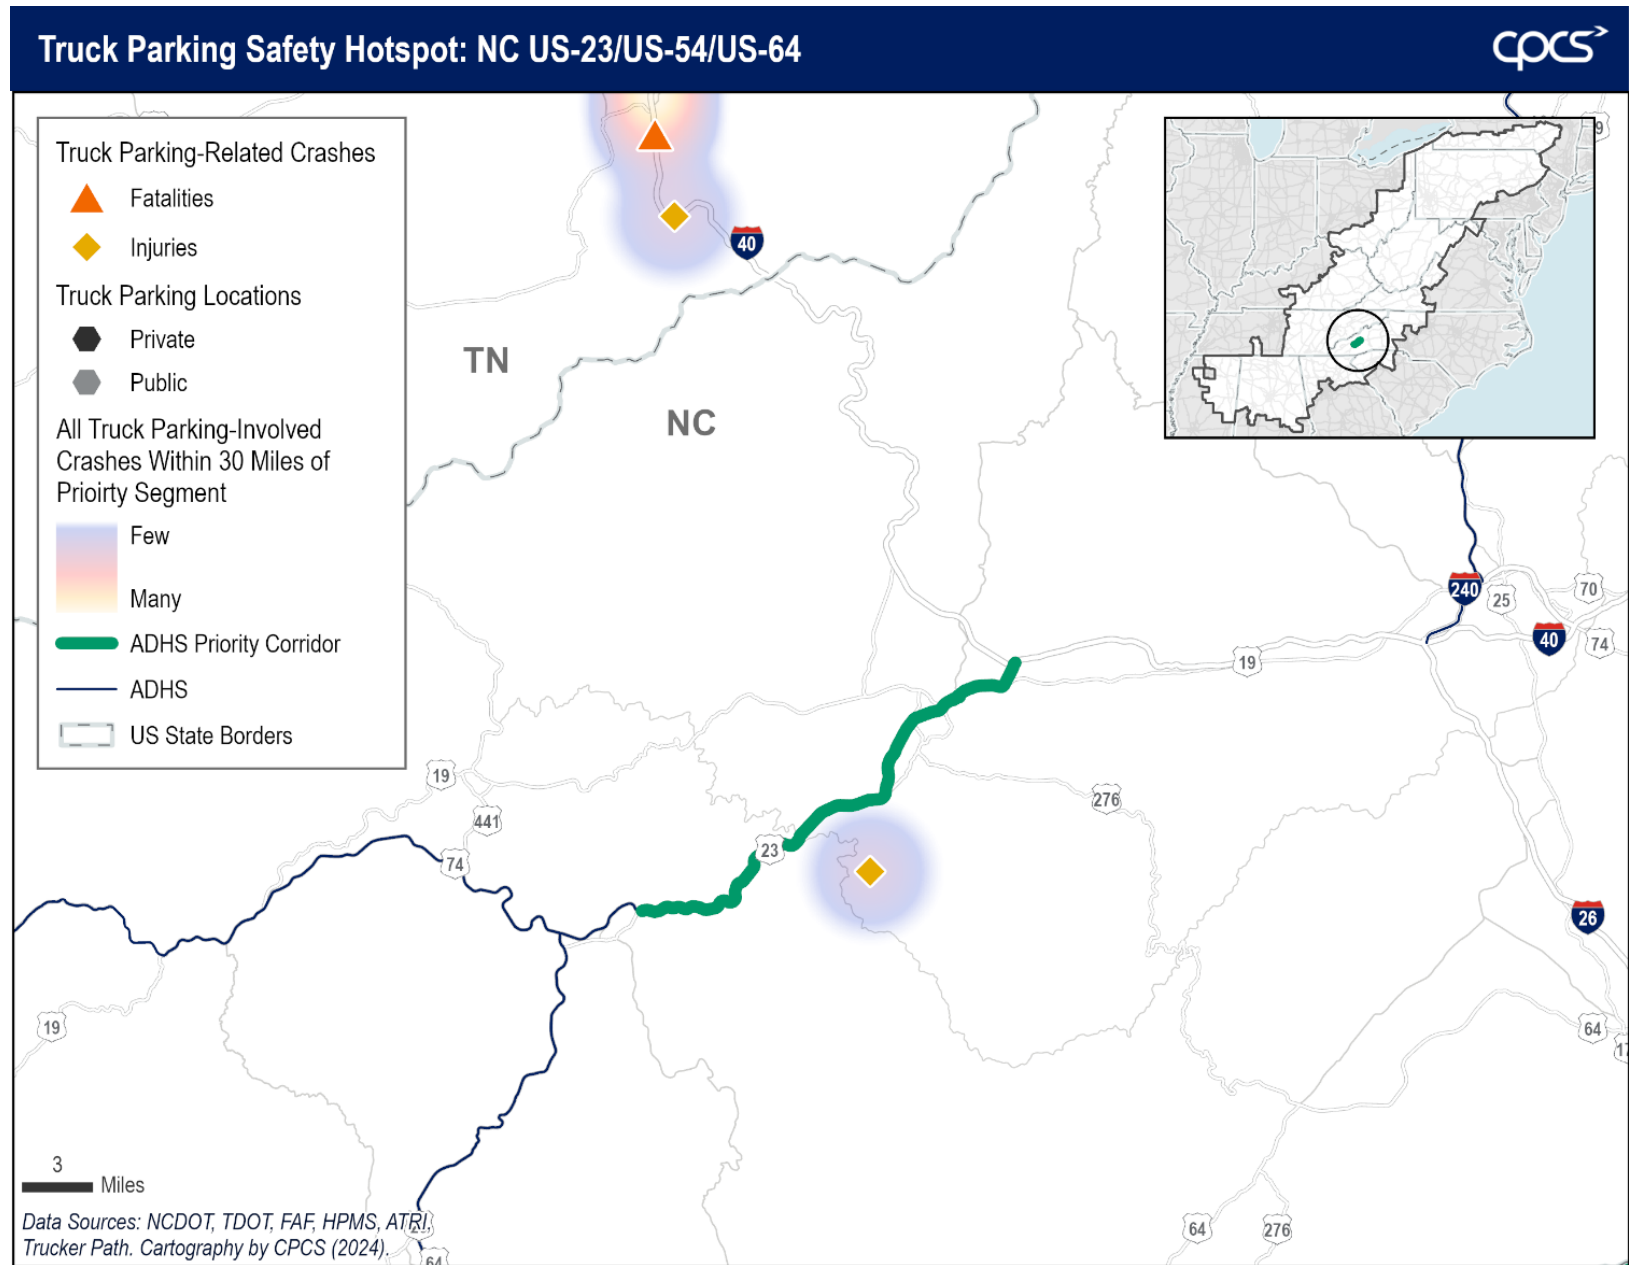 Truck Parking Safety Hotspot: NC US-23/US-54/US-64
cpcs
Truck Parking-Related Crashes
Fatalities
Injuries
Truck Parking Locations
Private
Public
All Truck Parking-Involved
Crashes Within 30 Miles of
Prioirty Segment
Few
Many
ADHS Priority Corridor
ADHS
US State Borders
9
40
TN
NC
240
25
70
40
74
19
19
441
74
23
276
26
19
64
17
3
Miles
64
276
Data Sources: NCDOT, TDOT, FAF, HPMS, ATRI,
Trucker Path. Cartography by CPCS (2024).
64